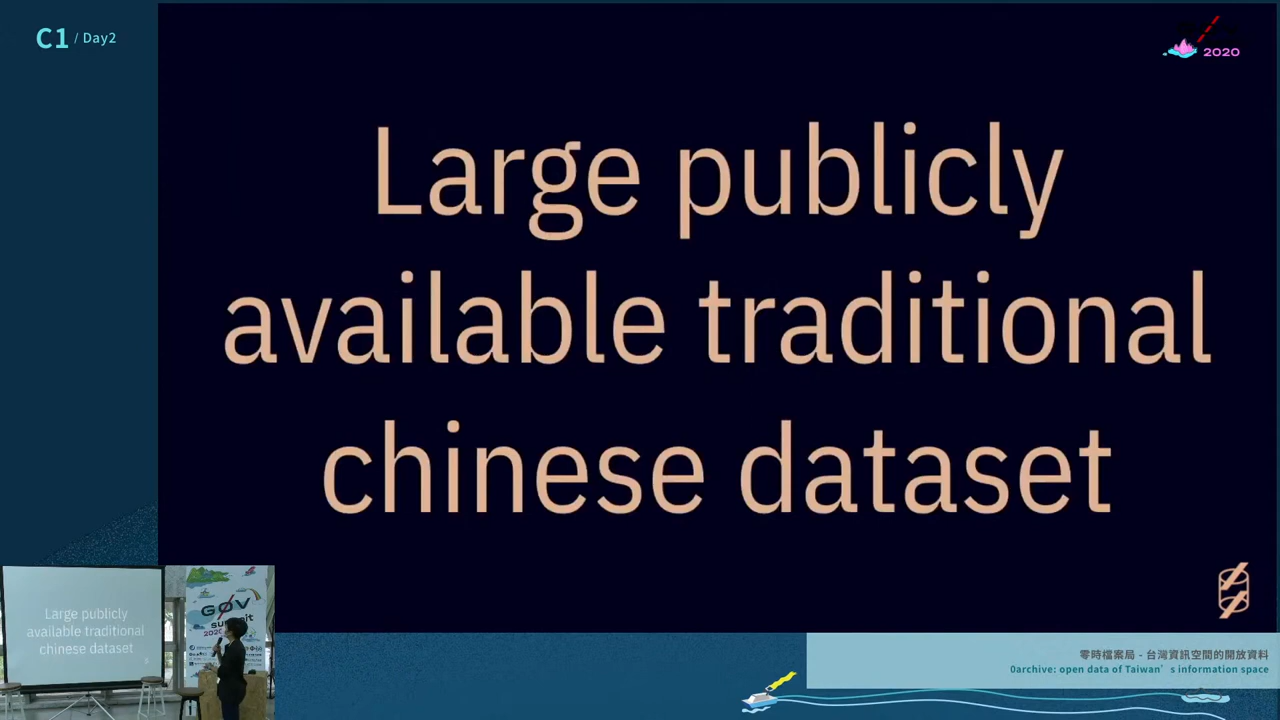 C1 / Day2
2020
Large publicly
available traditional
chinese dataset
Large publicly
available traditional
chinese dataset
G0V
summit
2020
零時檔案局 - 台灣資訊空間的開放資料
0archive: open data of Taiwan’s information space